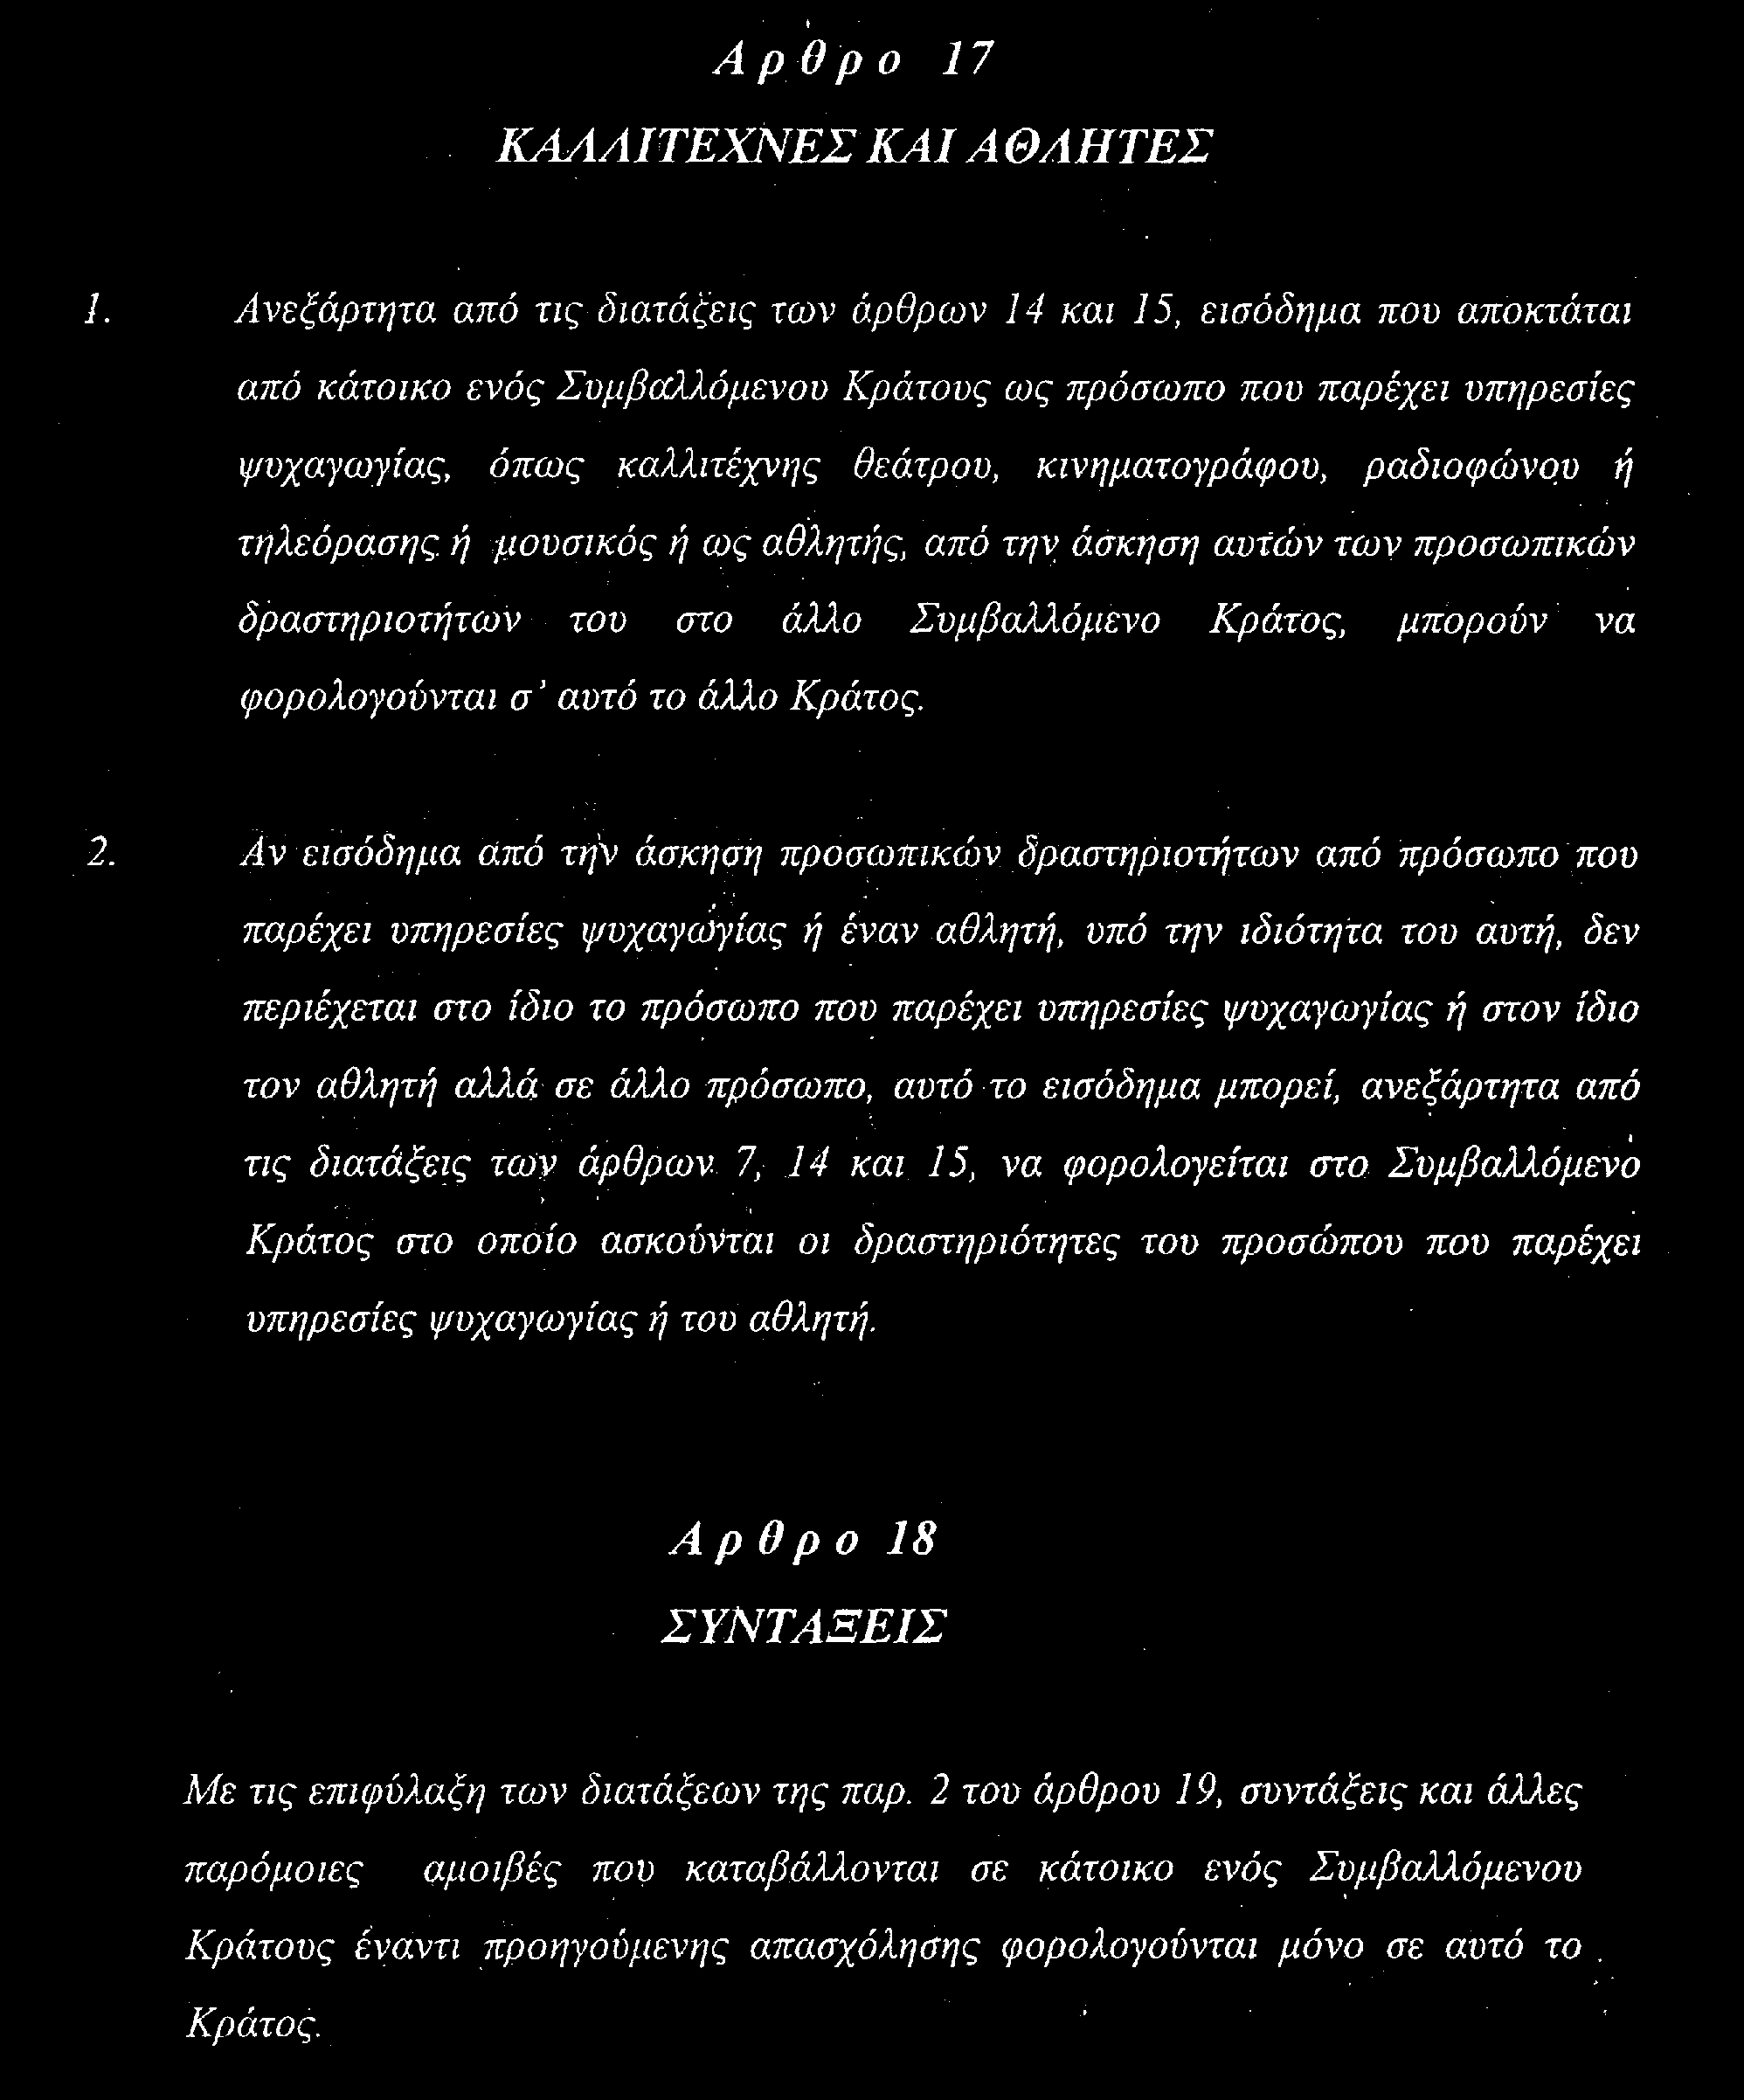 Α ρ θ ρ ο 17
ΚΑΛΛΙΤΕΧΝΕΣ ΚΑΙ ΑΘΛΗΤΕΣ
1. Ανεξάρτητα από τις διατάξεις των άρθρων 14 και 15, εισόδημα που αποκτάται
από κάτοικο ενός Συμβαλλόμενου Κράτους ως πρόσωπο που παρέχει υπηρεσίες
ψυχαγωγίας, όπως καλλιτέχνης θεάτρου, κινηματογράφου, ραδιοφώνου ή
τηλεόρασης ή μουσικός ή ως αθλητής, από την άσκηση αυτών των προσωπικών
δραστηριοτήτων του στο άλλο Συμβαλλόμενο Κράτος, μπορούν να
φορολογούνται σ’ αυτό το άλλο Κράτος.
2. Αν εισόδημα από την άσκηση προσωπικών δραστηριοτήτων από πρόσωπο που
παρέχει υπηρεσίες ψυχαγωγίας ή έναν αθλητή, υπό την ιδιότητα του αυτή, δεν
περιέχεται στο ίδιο το πρόσωπο που παρέχει υπηρεσίες ψυχαγωγίας ή στον ίδιο
τον αθλητή αλλά σε άλλο πρόσωπο, αυτό το εισόδημα μπορεί, ανεξάρτητα από
τις διατάξεις των άρθρων 7, 14 και 15, να φορολογείται στο Συμβαλλόμενο
Κράτος στο οποίο ασκούνται οι δραστηριότητες του προσώπου που παρέχει
υπηρεσίες ψυχαγωγίας ή του αθλητή.
Α ρ θ ρ ο 18
ΣΥΝΤΑΞΕΙΣ
Με τις επιφύλαξη των διατάξεων της παρ. 2 του άρθρου 19, συντάξεις και άλλες
παρόμοιες αμοιβές που καταβάλλονται σε κάτοικο ενός Συμβαλλόμενου
Κράτους έναντι προηγούμενης απασχόλησης φορολογούνται μόνο σε αυτό το
Κράτος.